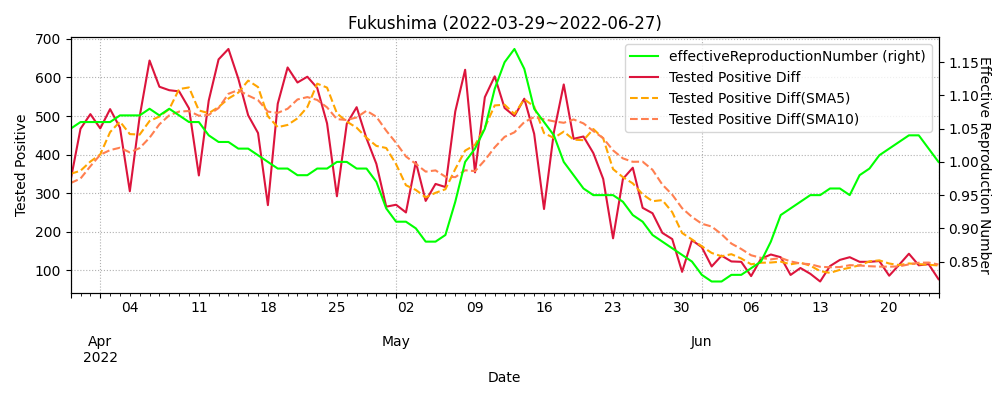 Fukushima (2022-03-29~2022-06-27)
effectiveReproductionNumber (right)
Tested Positive Diff
Tested Positive Diff(SMA5)
Tested Positive Diff(SMA10)
Tested Positive
700
600
500
400
300
200
100
1.15
1.10
1.05
1.00
0.95
0.90
0.85
Effective Reproduction Number
04 11 18 25 02 09 16 23 30 06 13 20
Apr May Jun
2022
Date